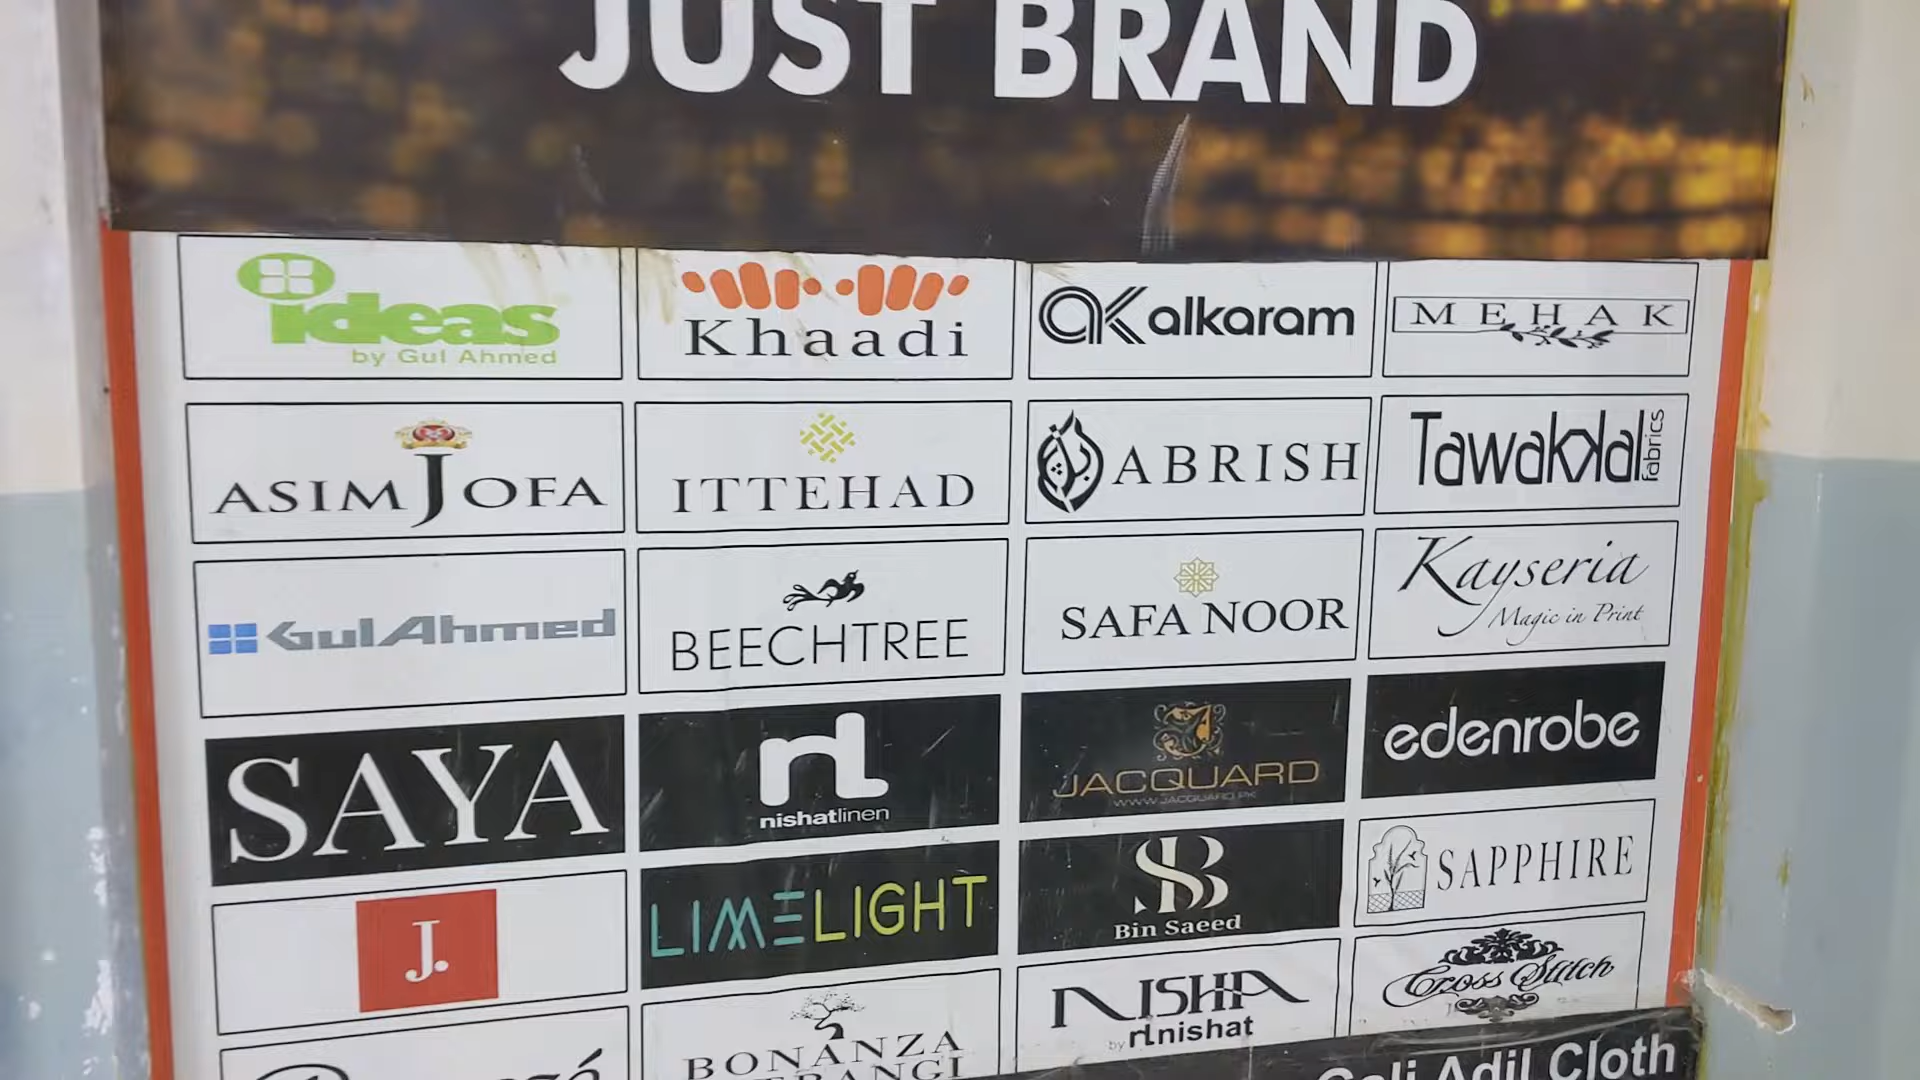 JUST BRAND
ideas
by Gul Ahmed
Khaadi
alkaram
MEHAK
ASIM JOFA
ITTEHAD
ABRISH
Tawakkal fabrics
GulAhmed
BEECHTREE
SAFA NOOR
Kayseria
Magic in Print
SAYA
nl
nishatlinen
JACQUARD
WWW.JACQUARD.PK
edenrobe
J.
LIMELIGHT
SB
Bin Saeed
SAPPHIRE
NISHA
by nishat
Cross Stitch
BONANZA
Adil Cloth